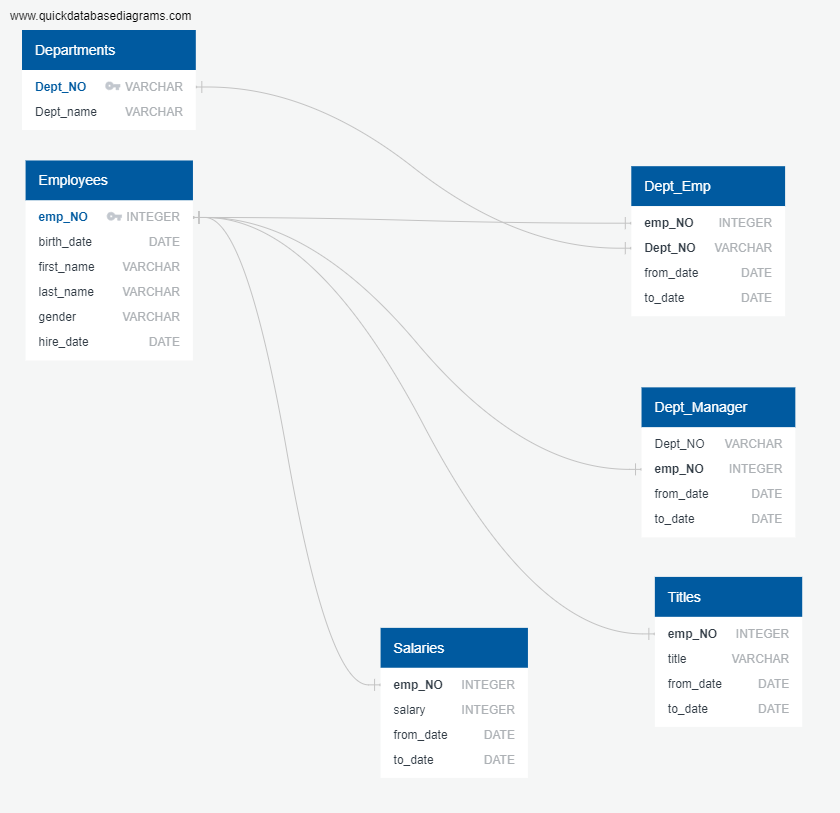 www.quickdatabasediagrams.com
Departments
Dept_NO VARCHAR
Dept_name VARCHAR
Employees
emp_NO INTEGER
birth_date DATE
first_name VARCHAR
last_name VARCHAR
gender VARCHAR
hire_date DATE
Dept_Emp
emp_NO INTEGER
Dept_NO VARCHAR
from_date DATE
to_date DATE
Dept_Manager
Dept_NO VARCHAR
emp_NO INTEGER
from_date DATE
to_date DATE
Titles
emp_NO INTEGER
title VARCHAR
from_date DATE
to_date DATE
Salaries
emp_NO INTEGER
salary INTEGER
from_date DATE
to_date DATE